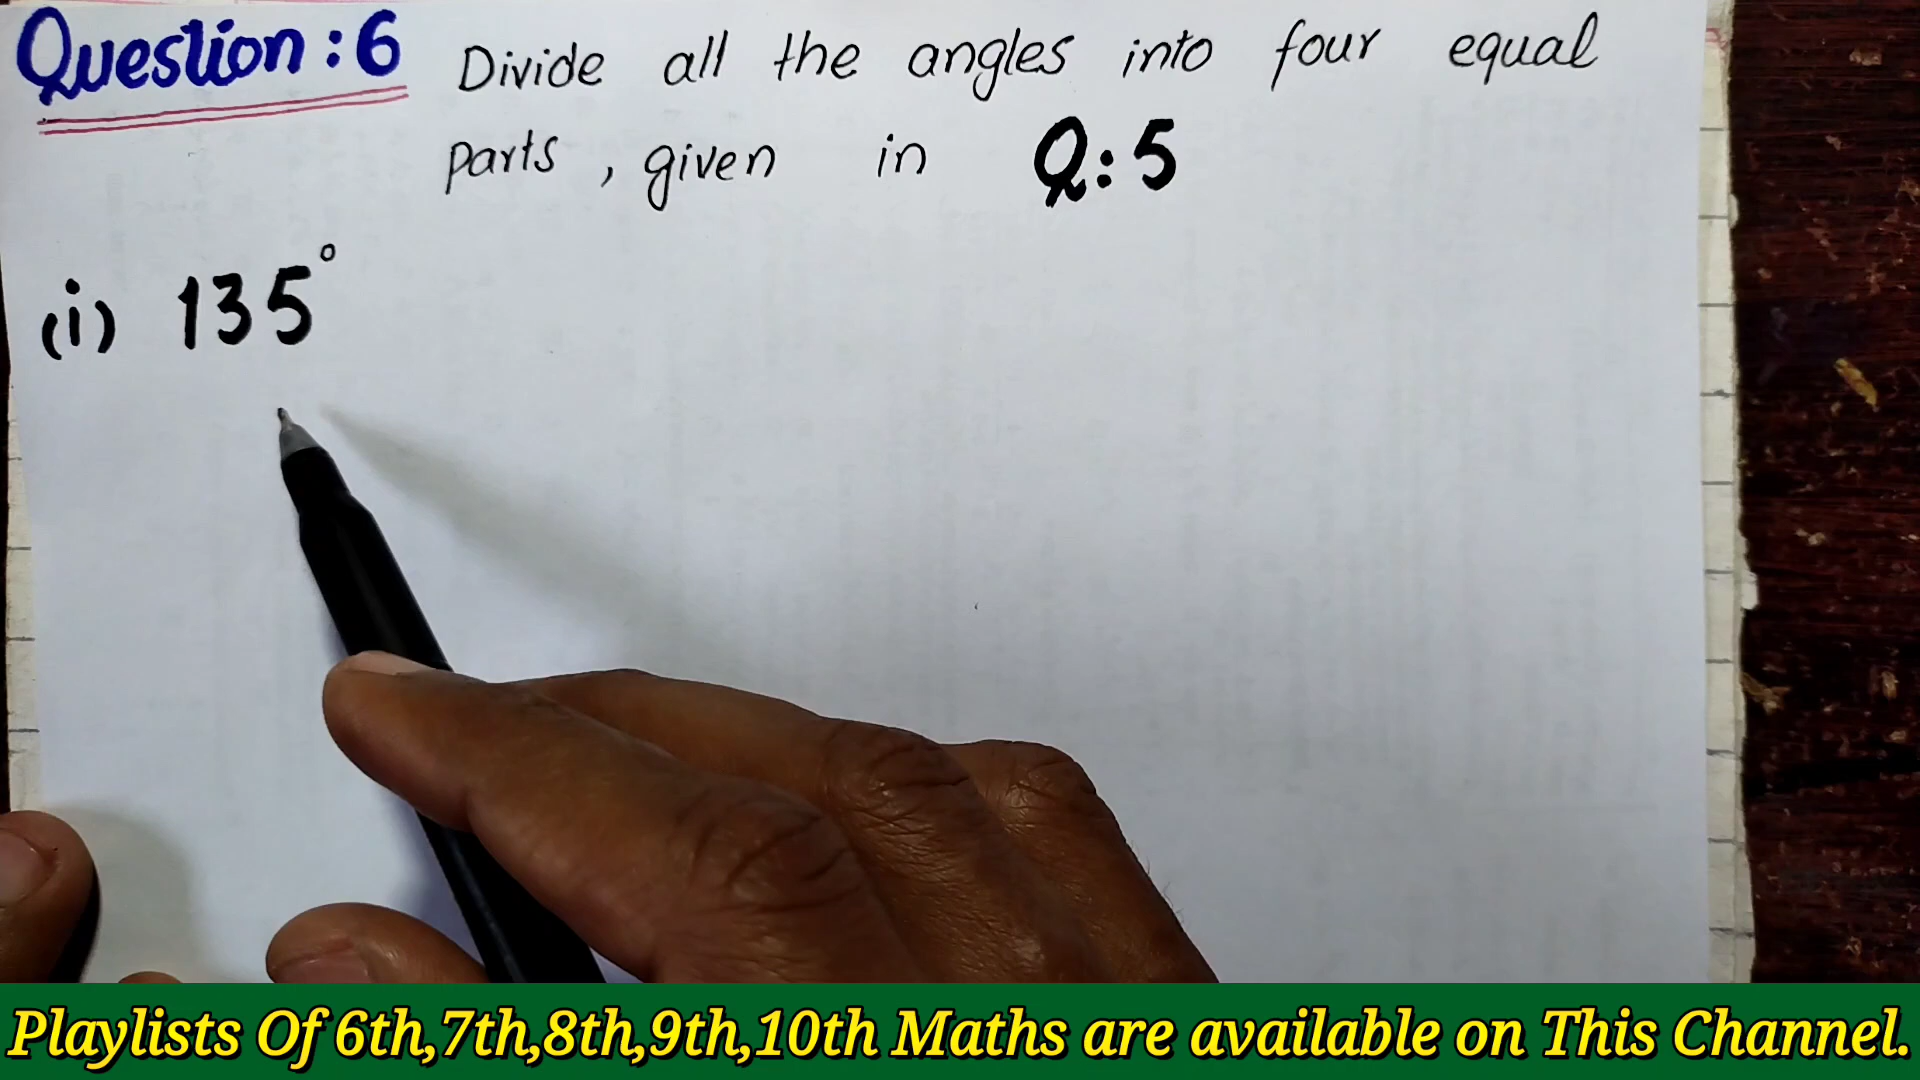 Question:6 Divide all the angles into four equal
parts, given in Q:5
(i) 135°
Playlists Of 6th,7th,8th,9th,10th Maths are available on This Channel.